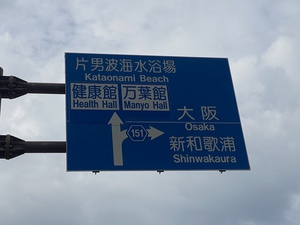 片男波海水浴場
Kataonami Beach
健康館 万葉館
Health Hall Manyo Hall
大阪
Osaka
151
新和歌浦
Shinwakaura